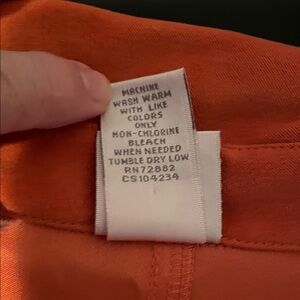 MACHINE
WASH WARM
WITH LIKE
COLORS
ONLY
NON-CHLORINE
BLEACH
WHEN NEEDED
TUMBLE DRY LOW
RN72882
CS104234